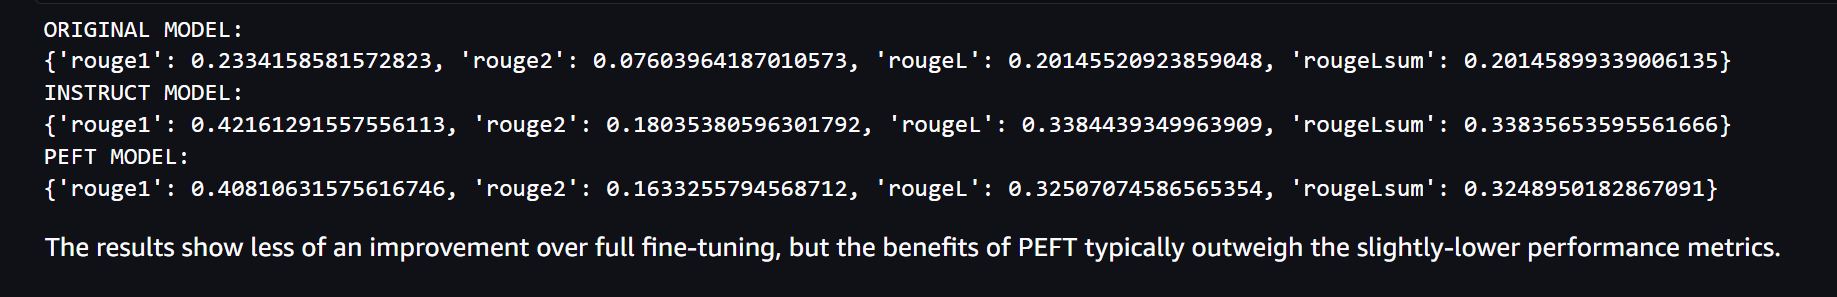 ORIGINAL MODEL:
{'rouge1': 0.2334158581572823, 'rouge2': 0.07603964187010573, 'rougeL': 0.20145520923859048, 'rougeLsum': 0.20145899339006135}
INSTRUCT MODEL:
{'rouge1': 0.42161291557556113, 'rouge2': 0.18035380596301792, 'rougeL': 0.3384439349963909, 'rougeLsum': 0.33835653595561666}
PEFT MODEL:
{'rouge1': 0.40810631575616746, 'rouge2': 0.1633255794568712, 'rougeL': 0.32507074586565354, 'rougeLsum': 0.3248950182867091}
The results show less of an improvement over full fine-tuning, but the benefits of PEFT typically outweigh the slightly-lower performance metrics.